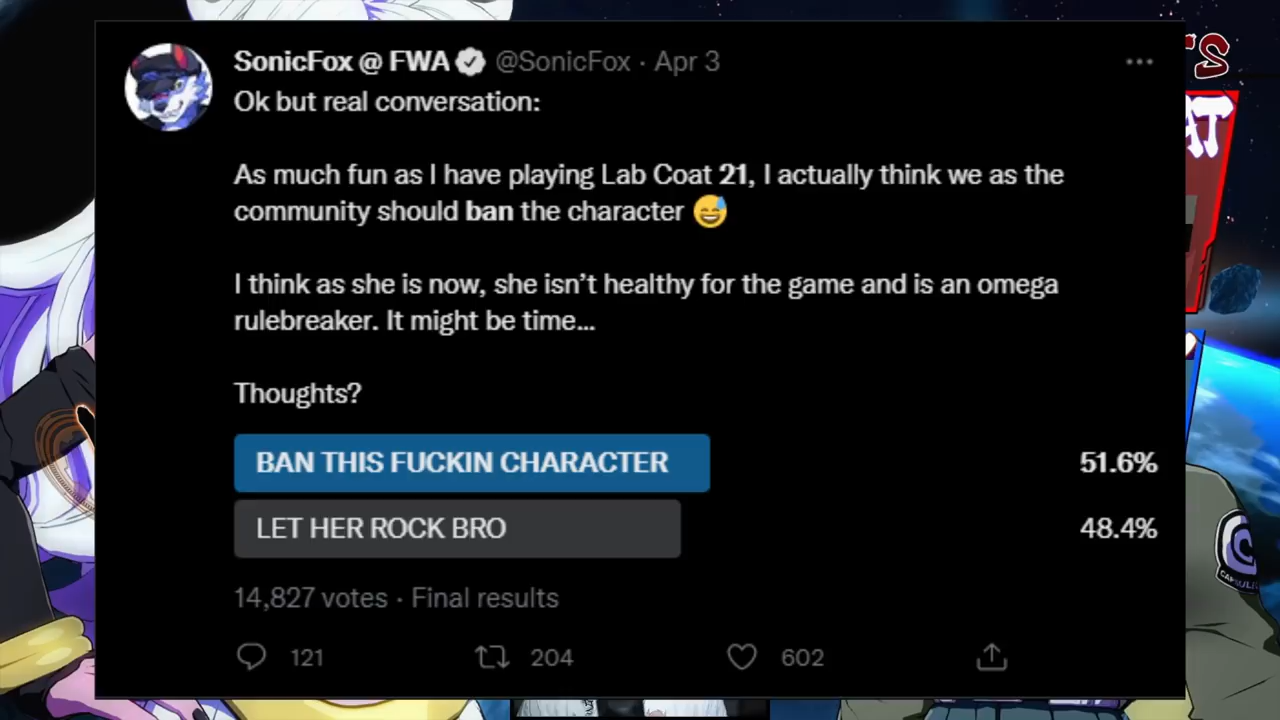 SonicFox @ FWA @SonicFox · Apr 3
Ok but real conversation:
As much fun as I have playing Lab Coat 21, I actually think we as the
community should ban the character 😅
I think as she is now, she isn't healthy for the game and is an omega
rulebreaker. It might be time...
Thoughts?
BAN THIS FUCKIN CHARACTER 51.6%
LET HER ROCK BRO 48.4%
14,827 votes · Final results
121 204 602
'S
AT